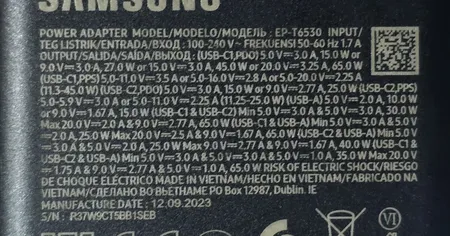 SAMSUNG
POWER ADAPTER MODEL/MODELO/МОДЕЛЬ : EP-T6530 INPUT/
TEG LISTRIK/ENTRADA/ВХОД : 100-240 V~ FREKUENSI 50-60 Hz 1.7 A
OUTPUT/SALIDA/SAÍDA/ВЫХОД : (USB-C1,PDO) 5.0 V⎓3.0 A, 15.0W or
9.0 V⎓3.0 A, 27.0 W or 15.0 V⎓3.0 A, 45.0 W or 20.0 V⎓3.25 A, 65.0 W
(USB-C1,PPS) 5.0-11.0 V⎓3.5 A or 5.0-16.0 V⎓2.8 A or 5.0-20.0 V⎓2.25 A
(11.3-45.0 W) (USB-C2,PDO) 5.0 V⎓3.0 A, 15.0W or 9.0 V⎓2.77 A, 25.0 W (USB-C2,PPS)
5.0-5.9 V⎓3.0 A or 5.0-11.0 V⎓2.25 A (11.25-25.0 W) (USB-A) 5.0 V⎓2.0 A, 10.0 W
or 9.0 V⎓1.67 A, 15.0 W (USB-C1 & USB-C2) Min 5.0 V⎓3.0 A & 5.0 V⎓3.0 A, 30.0 W
Max 20.0 V⎓2.0 A & 9.0 V⎓2.77 A, 65.0 W (USB-C1 & USB-A) Min 5.0 V⎓3.0 A & 5.0 V⎓
2.0 A, 25.0 W Max 20.0 V⎓2.5 A & 9.0 V⎓1.67 A, 65.0 W (USB-C2 & USB-A) Min 5.0 V
⎓3.0 A & 5.0 V⎓2.0 A, 25.0 W Max 9.0 V⎓2.77 A & 9.0 V⎓1.67 A, 40.0 W (USB-C1
& USB-C2 & USB-A) Min 5.0 V⎓3.0 A & 5.0 V⎓3.0 A & 5.0 V⎓1.0 A, 35.0 W Max 20.0
V⎓1.75 A & 9.0 V⎓2.77 A & 5.0 V⎓1.0 A, 65.0 W RISK OF ELECTRIC SHOCK/RIESGO
DE CHOQUE ELÉCTRICO MADE IN VIETNAM/HECHO EN VIETNAM/FABRICADO NA
VIETNAM/СДЕЛАНО ВО ВЬЕТНАМЕ PO Box 12987, Dublin. IE
MANUFACTURE DATE : 12.09.2023
S/N : R37W9CT5BB1SEB
VI